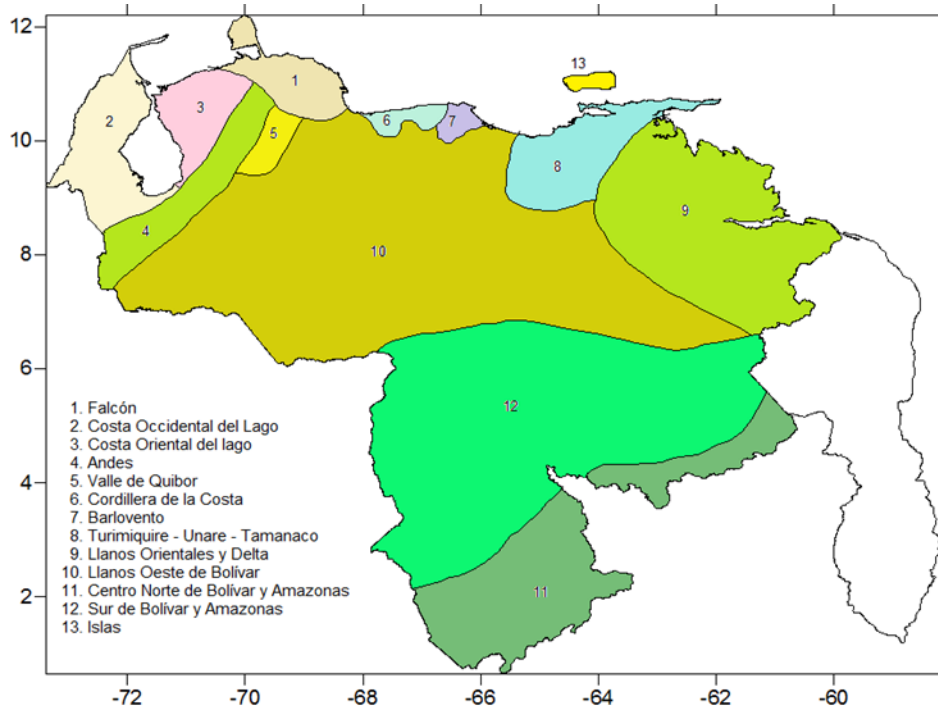 -72 -70 -68 -66 -64 -62 -60
12
10
8
6
4
2
13
1
2
3
5
6
7
8
9
4
10
12
11
1. Falcón
2. Costa Occidental del Lago
3. Costa Oriental del lago
4. Andes
5. Valle de Quibor
6. Cordillera de la Costa
7. Barlovento
8. Turimiquire - Unare - Tamanaco
9. Llanos Orientales y Delta
10. Llanos Oeste de Bolívar
11. Centro Norte de Bolívar y Amazonas
12. Sur de Bolívar y Amazonas
13. Islas